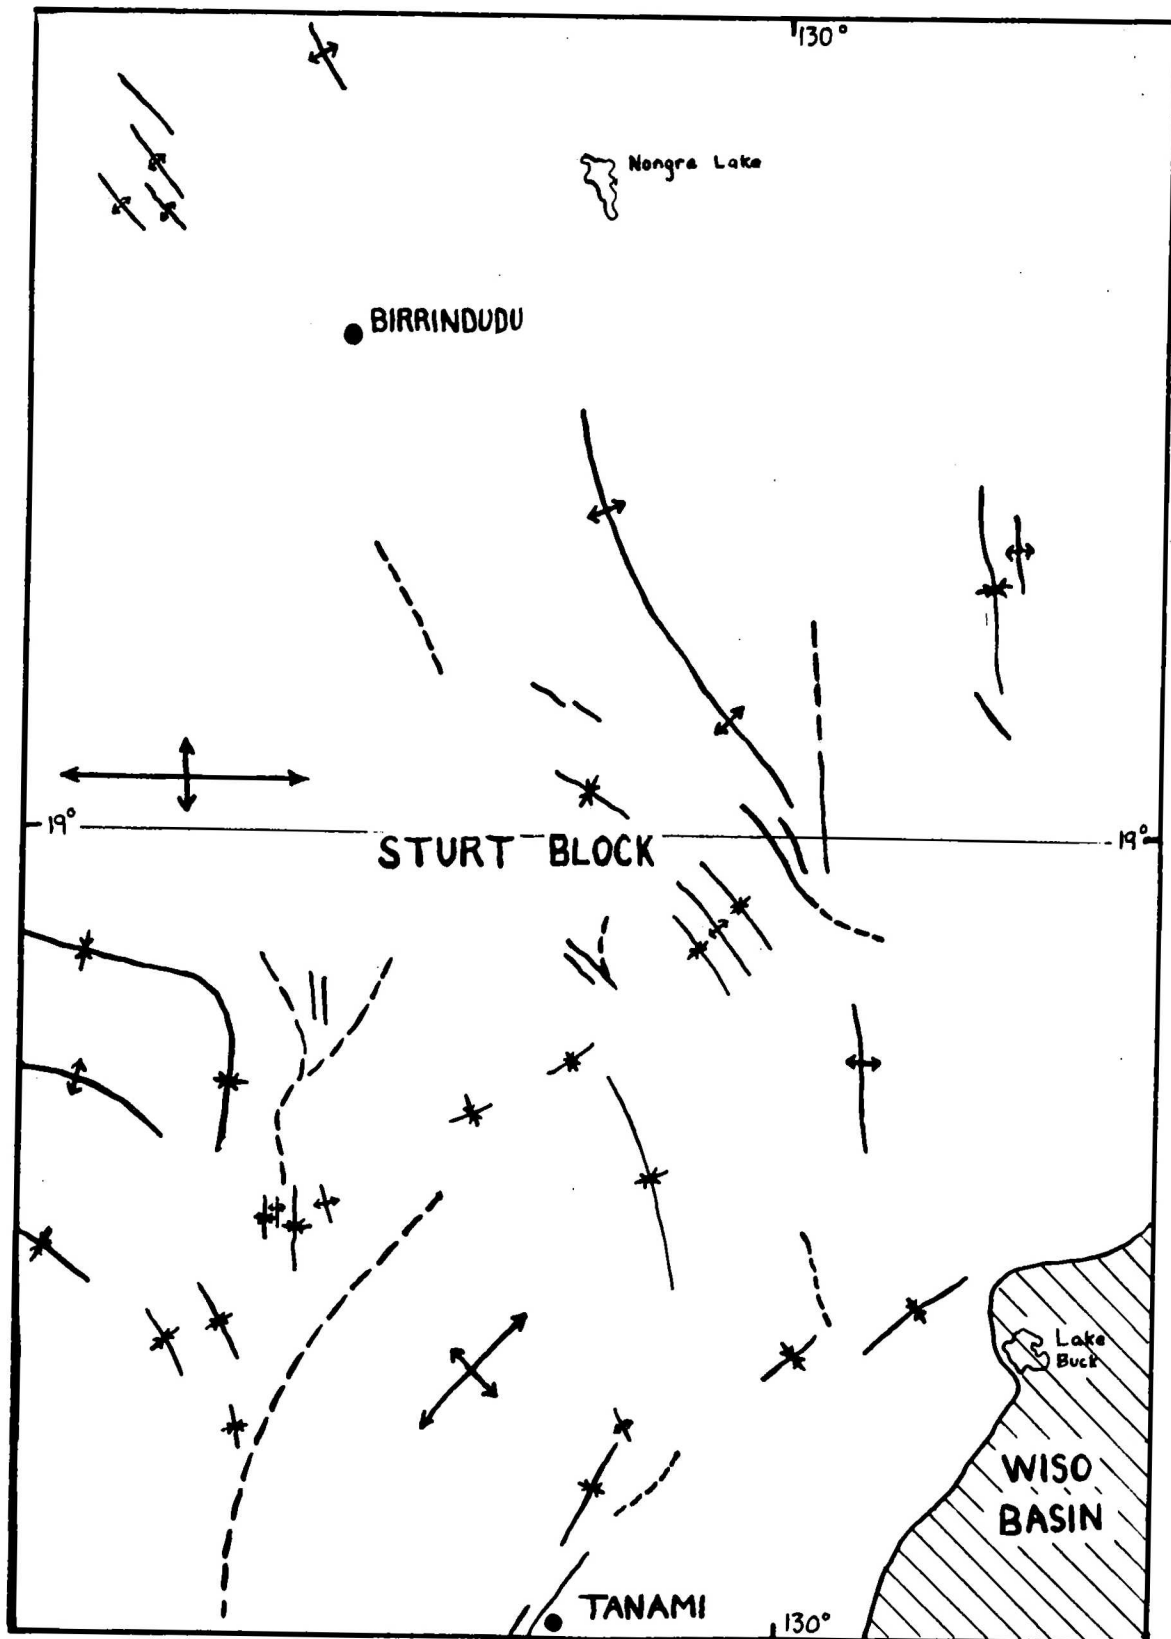 130°
Nongra Lake
BIRRINDUDU
19°
STURT BLOCK
19°
Lake
Buck
WISO
BASIN
TANAMI
130°